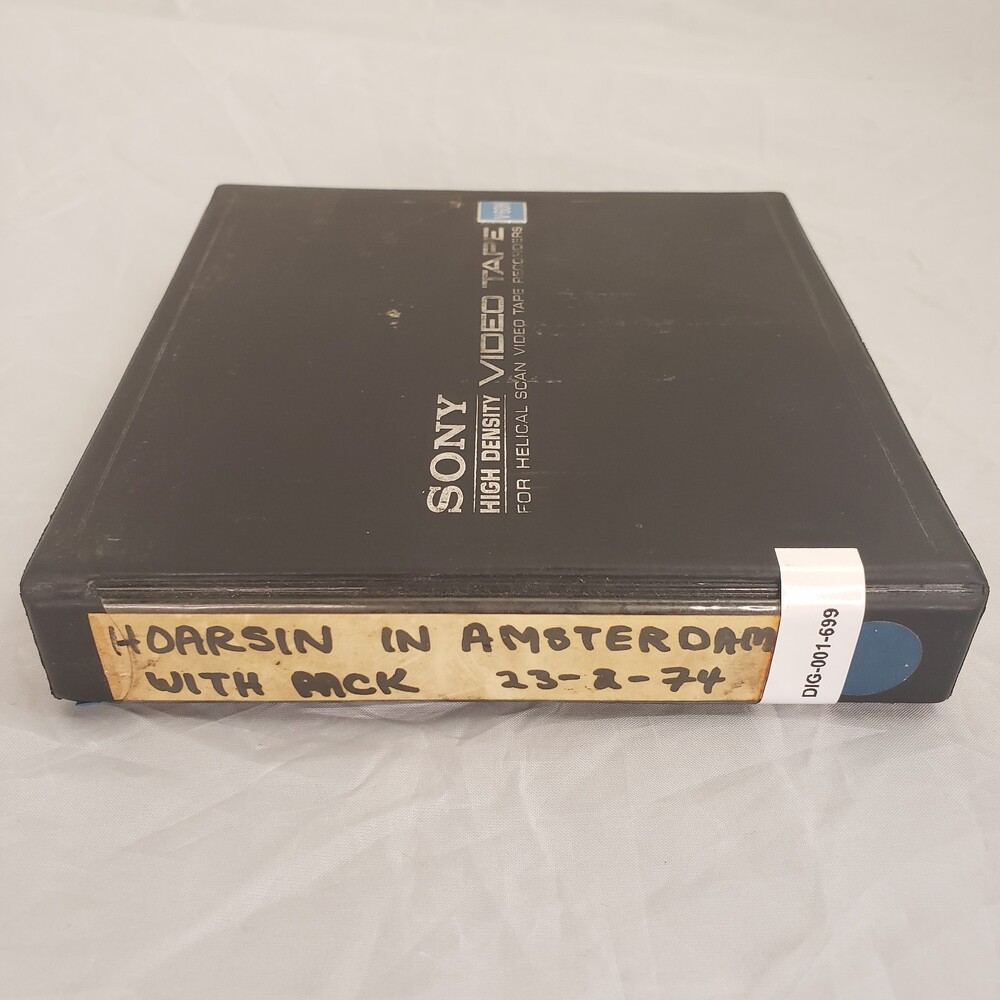 SONY
HIGH DENSITY VIDEO TAPE
FOR HELICAL SCAN VIDEO TAPE RECORDERS
HOARSIN IN AMSTERDAM
WITH PACK 23-2-74
DIG-001-699